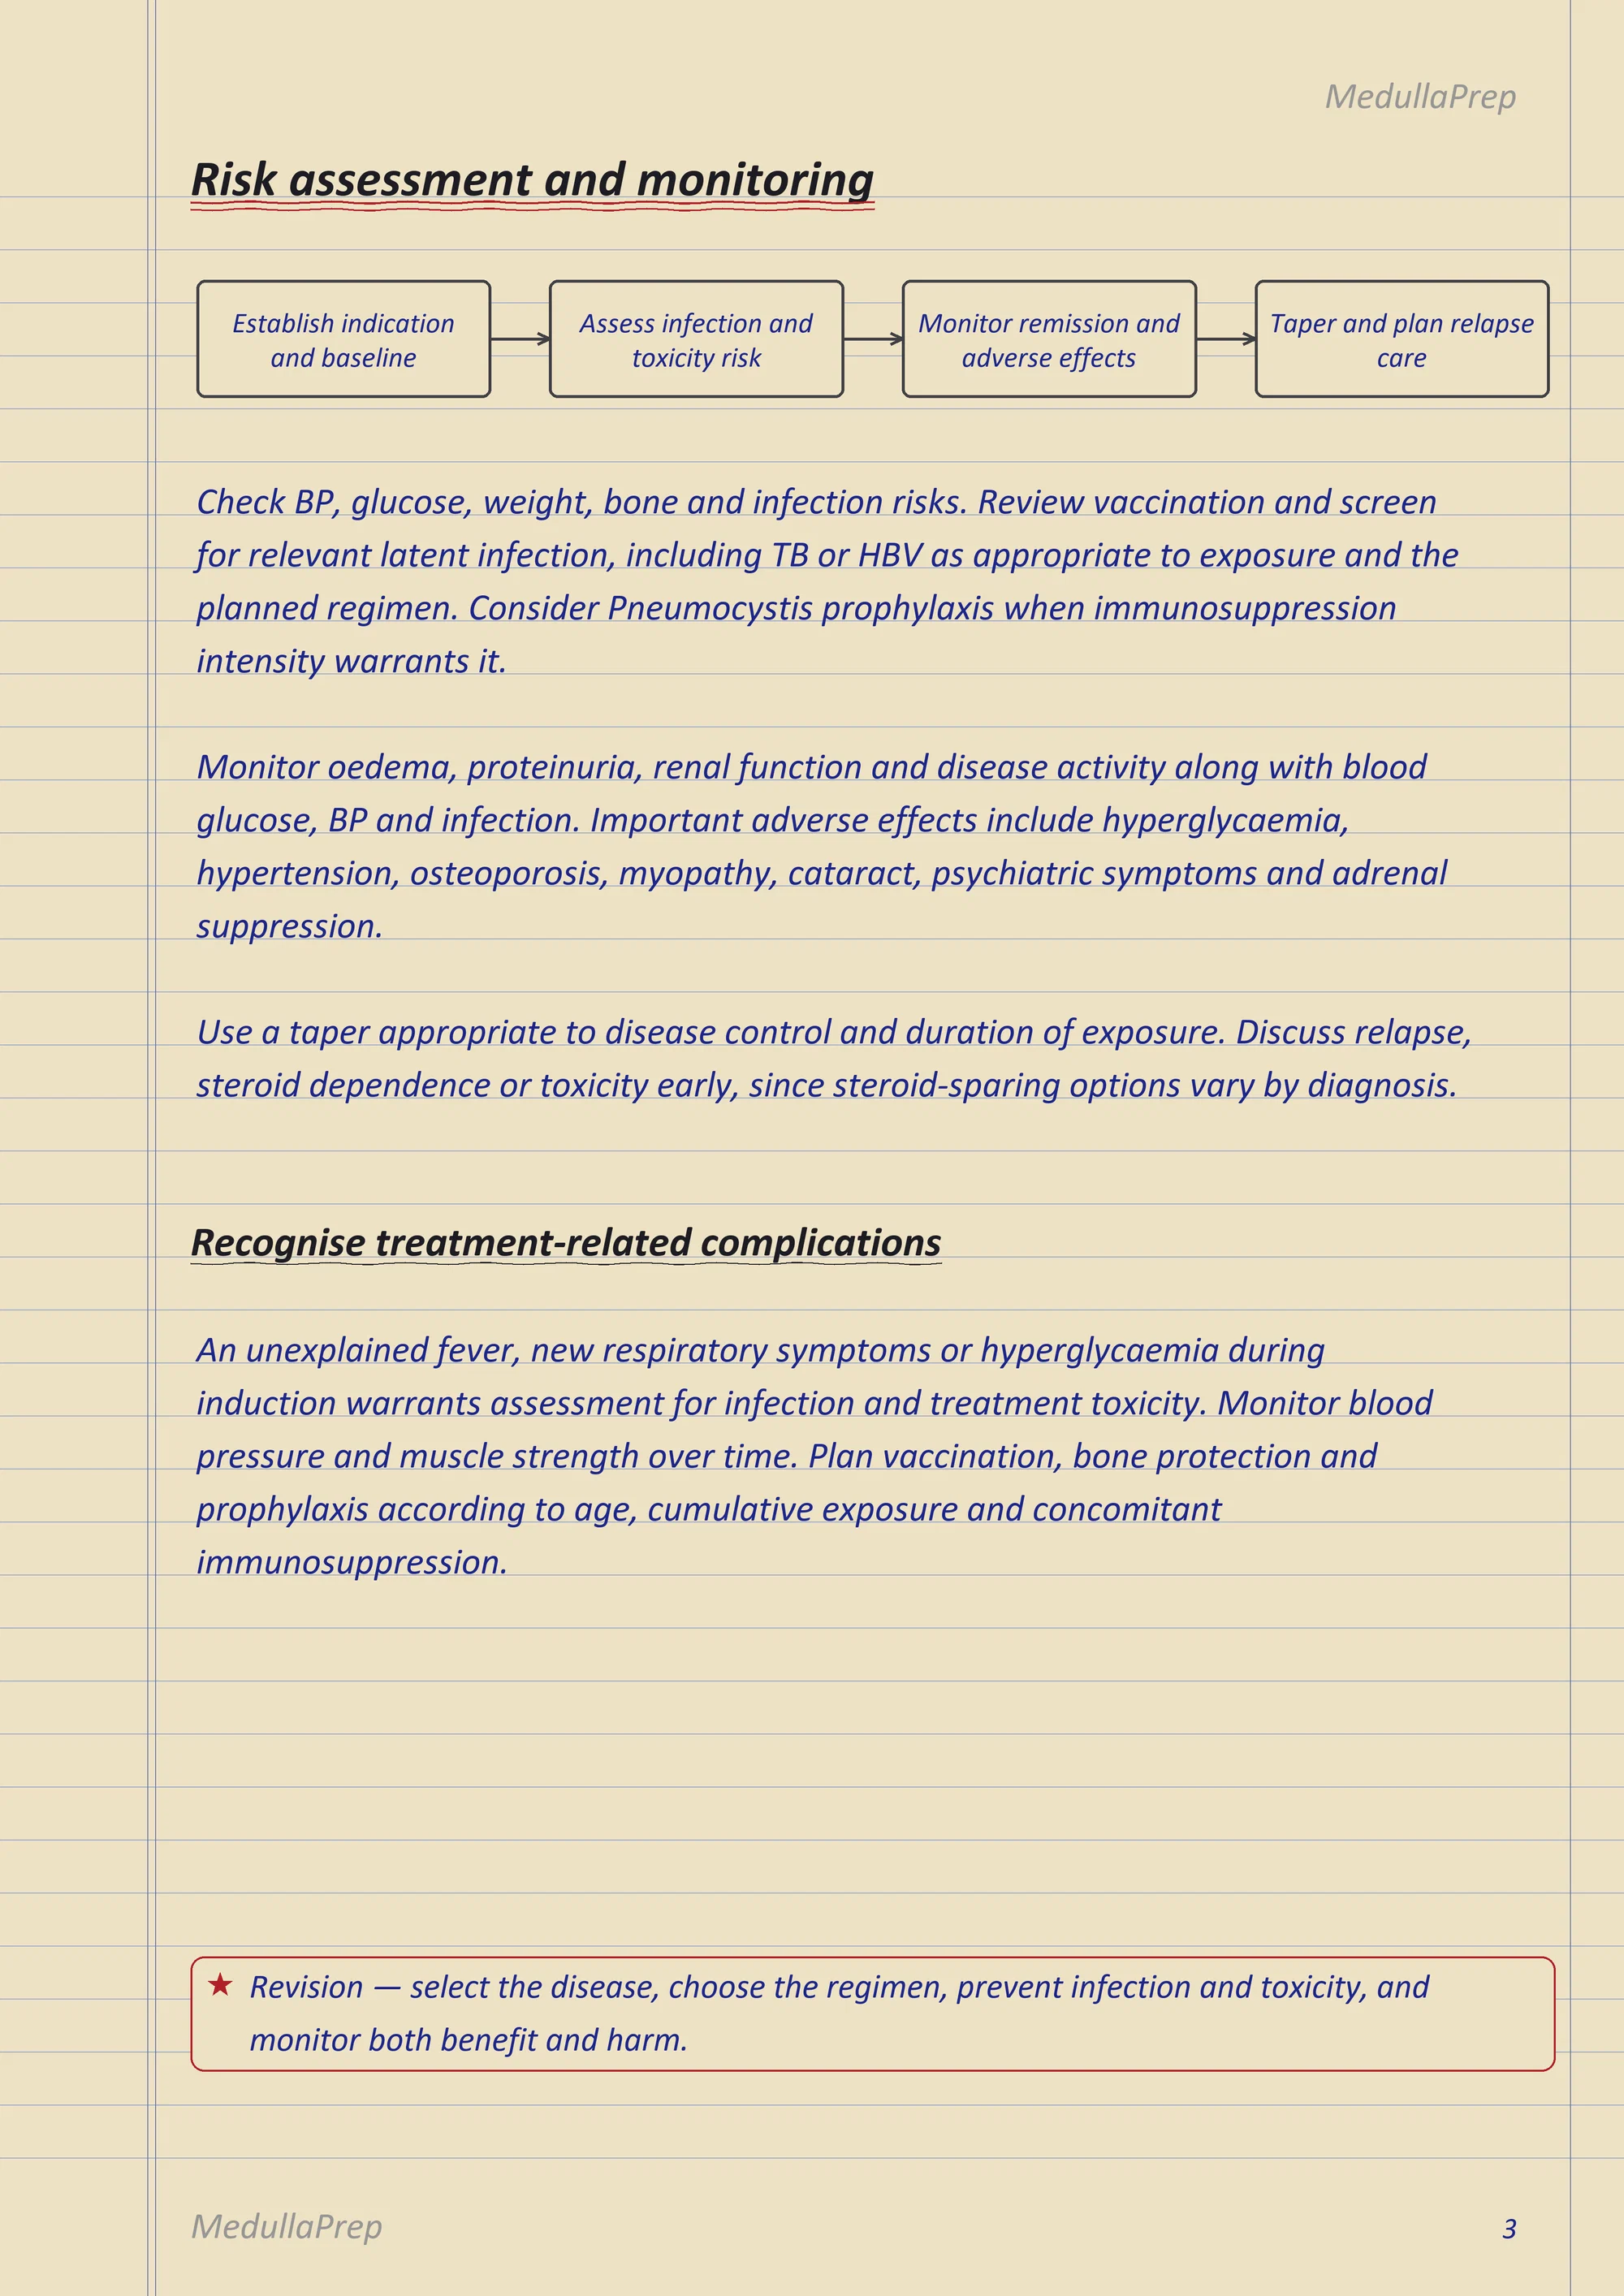 MedullaPrep
Risk assessment and monitoring
Establish indication
and baseline
Assess infection and
toxicity risk
Monitor remission and
adverse effects
Taper and plan relapse
care
Check BP, glucose, weight, bone and infection risks. Review vaccination and screen
for relevant latent infection, including TB or HBV as appropriate to exposure and the
planned regimen. Consider Pneumocystis prophylaxis when immunosuppression
intensity warrants it.
Monitor oedema, proteinuria, renal function and disease activity along with blood
glucose, BP and infection. Important adverse effects include hyperglycaemia,
hypertension, osteoporosis, myopathy, cataract, psychiatric symptoms and adrenal
suppression.
Use a taper appropriate to disease control and duration of exposure. Discuss relapse,
steroid dependence or toxicity early, since steroid-sparing options vary by diagnosis.
Recognise treatment-related complications
An unexplained fever, new respiratory symptoms or hyperglycaemia during
induction warrants assessment for infection and treatment toxicity. Monitor blood
pressure and muscle strength over time. Plan vaccination, bone protection and
prophylaxis according to age, cumulative exposure and concomitant
immunosuppression.
★ Revision — select the disease, choose the regimen, prevent infection and toxicity, and
monitor both benefit and harm.
MedullaPrep
3